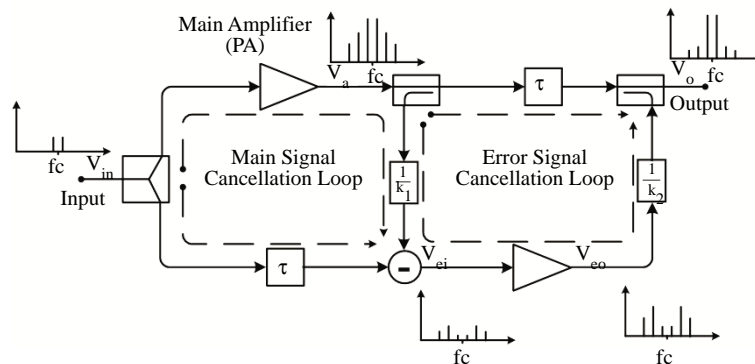 Main Amplifier
(PA)
V
a
fc
fc
V
in
Input
fc
V
o
Output
τ
Main Signal
Cancellation Loop
1
k
1
Error Signal
Cancellation Loop
1
k
2
τ
-
V
ei
V
eo
fc
fc